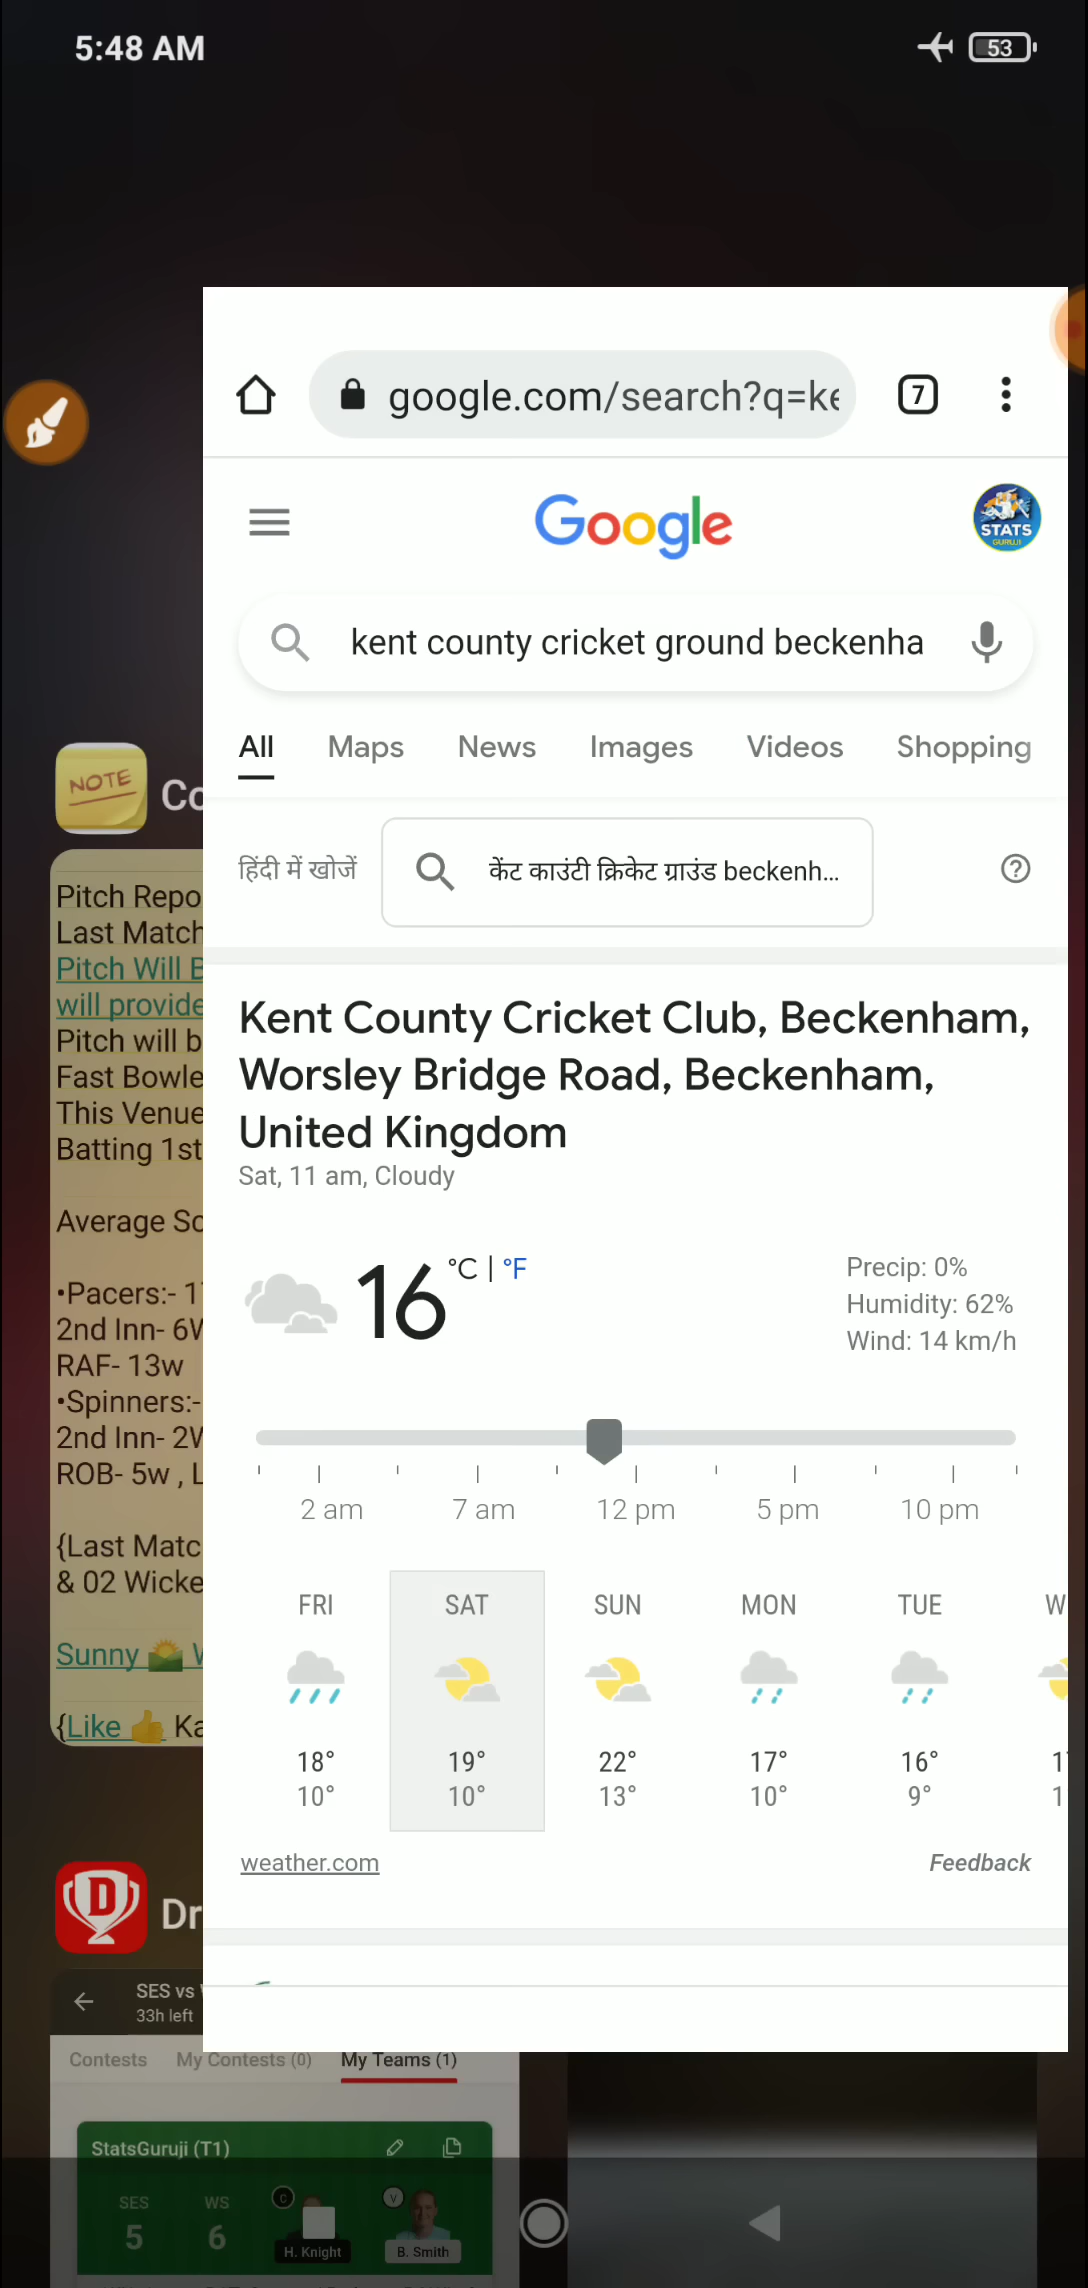 5:48 AM
53
google.com/search?q=ke
7
Google
STATS
GURUJI
kent county cricket ground beckenha
All Maps News Images Videos Shopping
हिंदी में खोजें
केंट काउंटी क्रिकेट ग्राउंड beckenh...
Kent County Cricket Club, Beckenham,
Worsley Bridge Road, Beckenham,
United Kingdom
Sat, 11 am, Cloudy
16 °C | °F
Precip: 0%
Humidity: 62%
Wind: 14 km/h
2 am 7 am 12 pm 5 pm 10 pm
FRI SAT SUN MON TUE W
18° 19° 22° 17° 16° 1
10° 10° 13° 10° 9° 1
weather.com
Feedback
NOTE
Co
Pitch Repo
Last Match
Pitch Will B
will provide
Pitch will b
Fast Bowle
This Venue
Batting 1st
Average Sc
•Pacers:- 1
2nd Inn- 6W
RAF- 13w
•Spinners:-
2nd Inn- 2W
ROB- 5w , L
{Last Matc
& 02 Wicke
Sunny 🌄 W
{Like 👍 Ka
D
Dr
SES vs
33h left
Contests My Contests (0) My Teams (1)
StatsGuruji (T1)
SES WS C V
5 6
H. Knight B. Smith